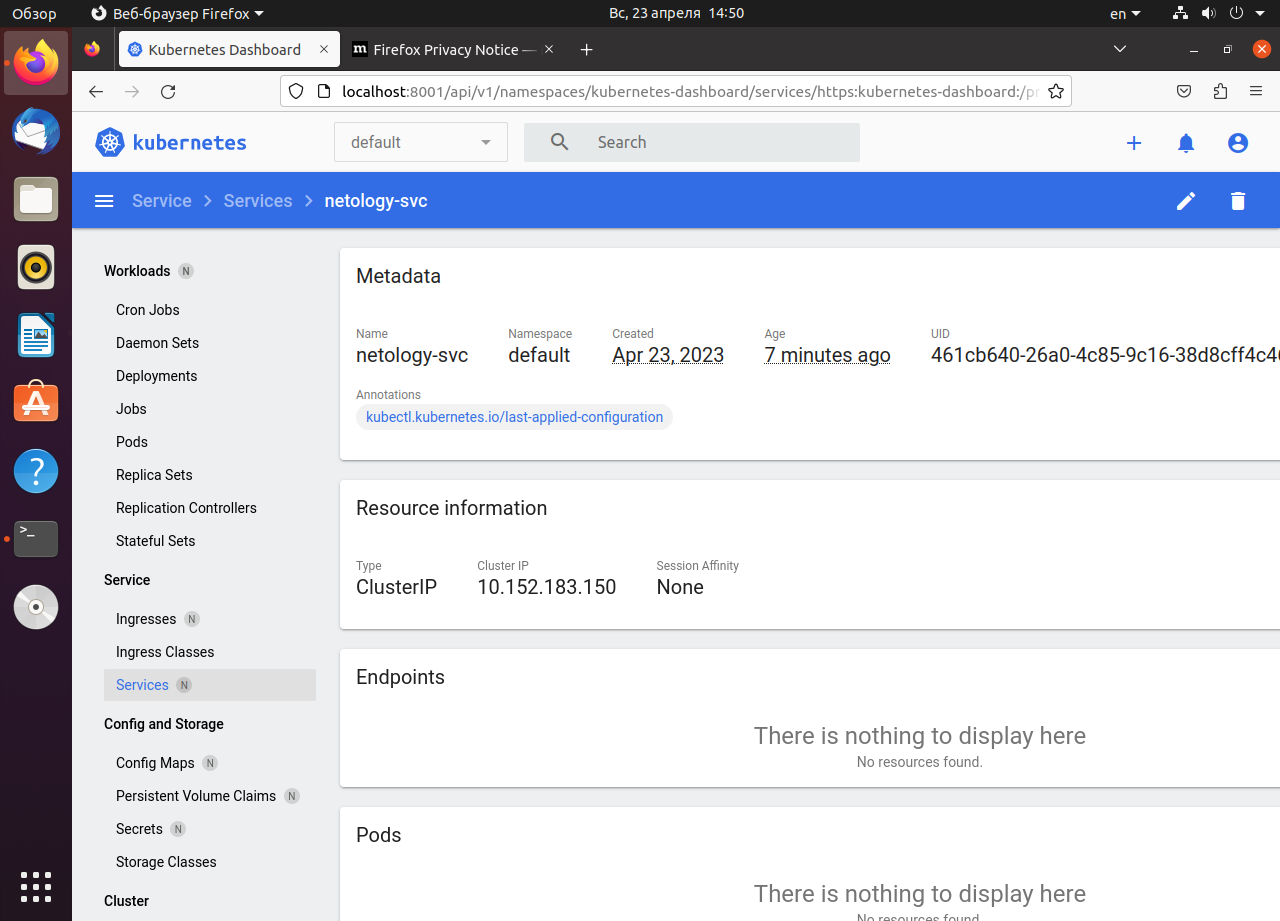 Обзор Веб-браузер Firefox Вс, 23 апреля 14:50 en
Kubernetes Dashboard Firefox Privacy Notice —
localhost:8001/api/v1/namespaces/kubernetes-dashboard/services/https:kubernetes-dashboard:/pr
kubernetes default Search
Service Services netology-svc
Workloads N
Cron Jobs
Daemon Sets
Deployments
Jobs
Pods
Replica Sets
Replication Controllers
Stateful Sets
Service
Ingresses N
Ingress Classes
Services N
Config and Storage
Config Maps N
Persistent Volume Claims N
Secrets N
Storage Classes
Cluster
Metadata
Name Namespace Created Age UID
netology-svc default Apr 23, 2023 7 minutes ago 461cb640-26a0-4c85-9c16-38d8cff4c4
Annotations
kubectl.kubernetes.io/last-applied-configuration
Resource information
Type Cluster IP Session Affinity
ClusterIP 10.152.183.150 None
Endpoints
There is nothing to display here
No resources found.
Pods
There is nothing to display here
No resources found.